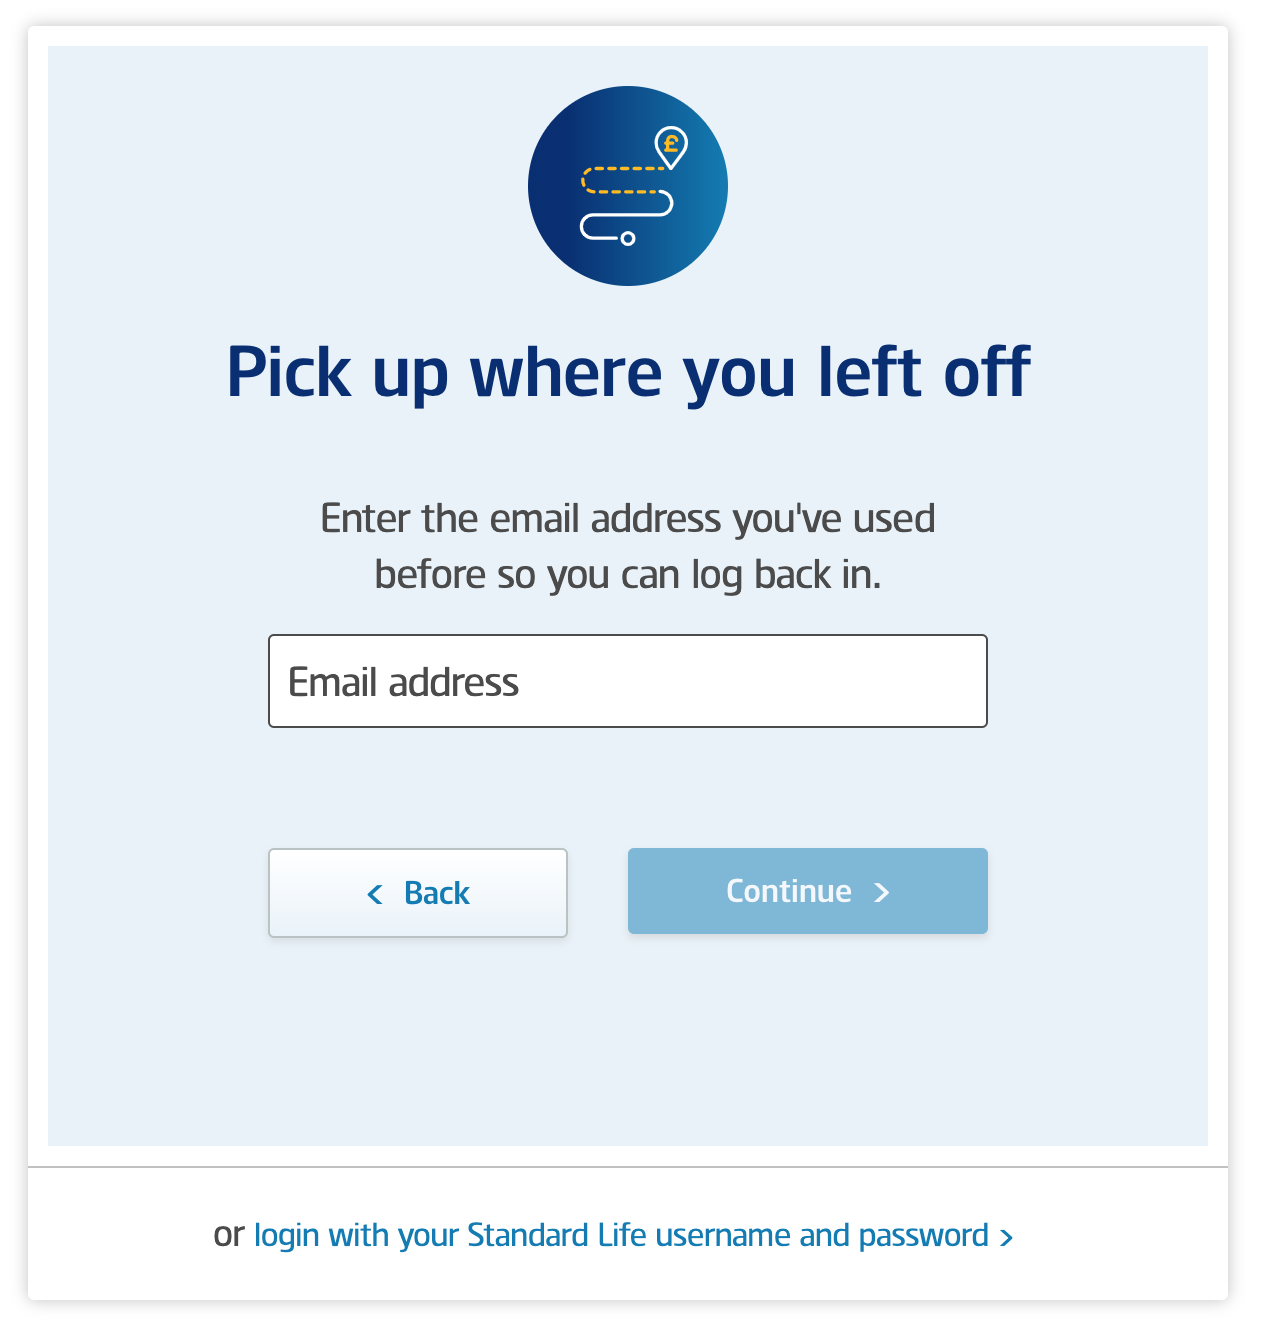 £
Pick up where you left off
Enter the email address you've used
before so you can log back in.
Email address
Back
Continue
or login with your Standard Life username and password